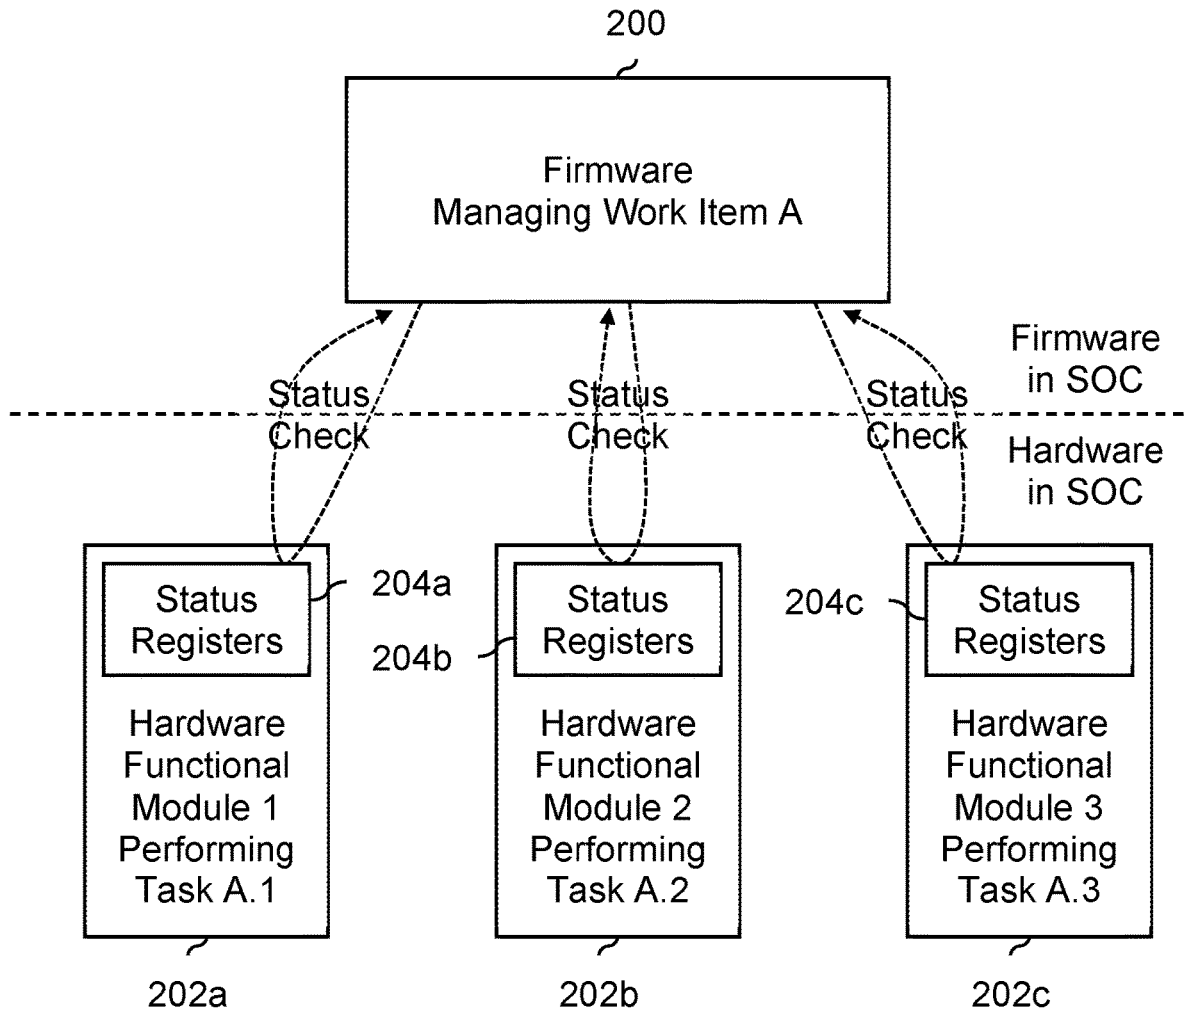 200
Firmware
Managing Work Item A
Firmware
in SOC
Status
Check
Status
Check
Status
Check
Hardware
in SOC
Status
Registers
204a
204b
Status
Registers
204c
Status
Registers
Hardware
Functional
Module 1
Performing
Task A.1
Hardware
Functional
Module 2
Performing
Task A.2
Hardware
Functional
Module 3
Performing
Task A.3
202a
202b
202c